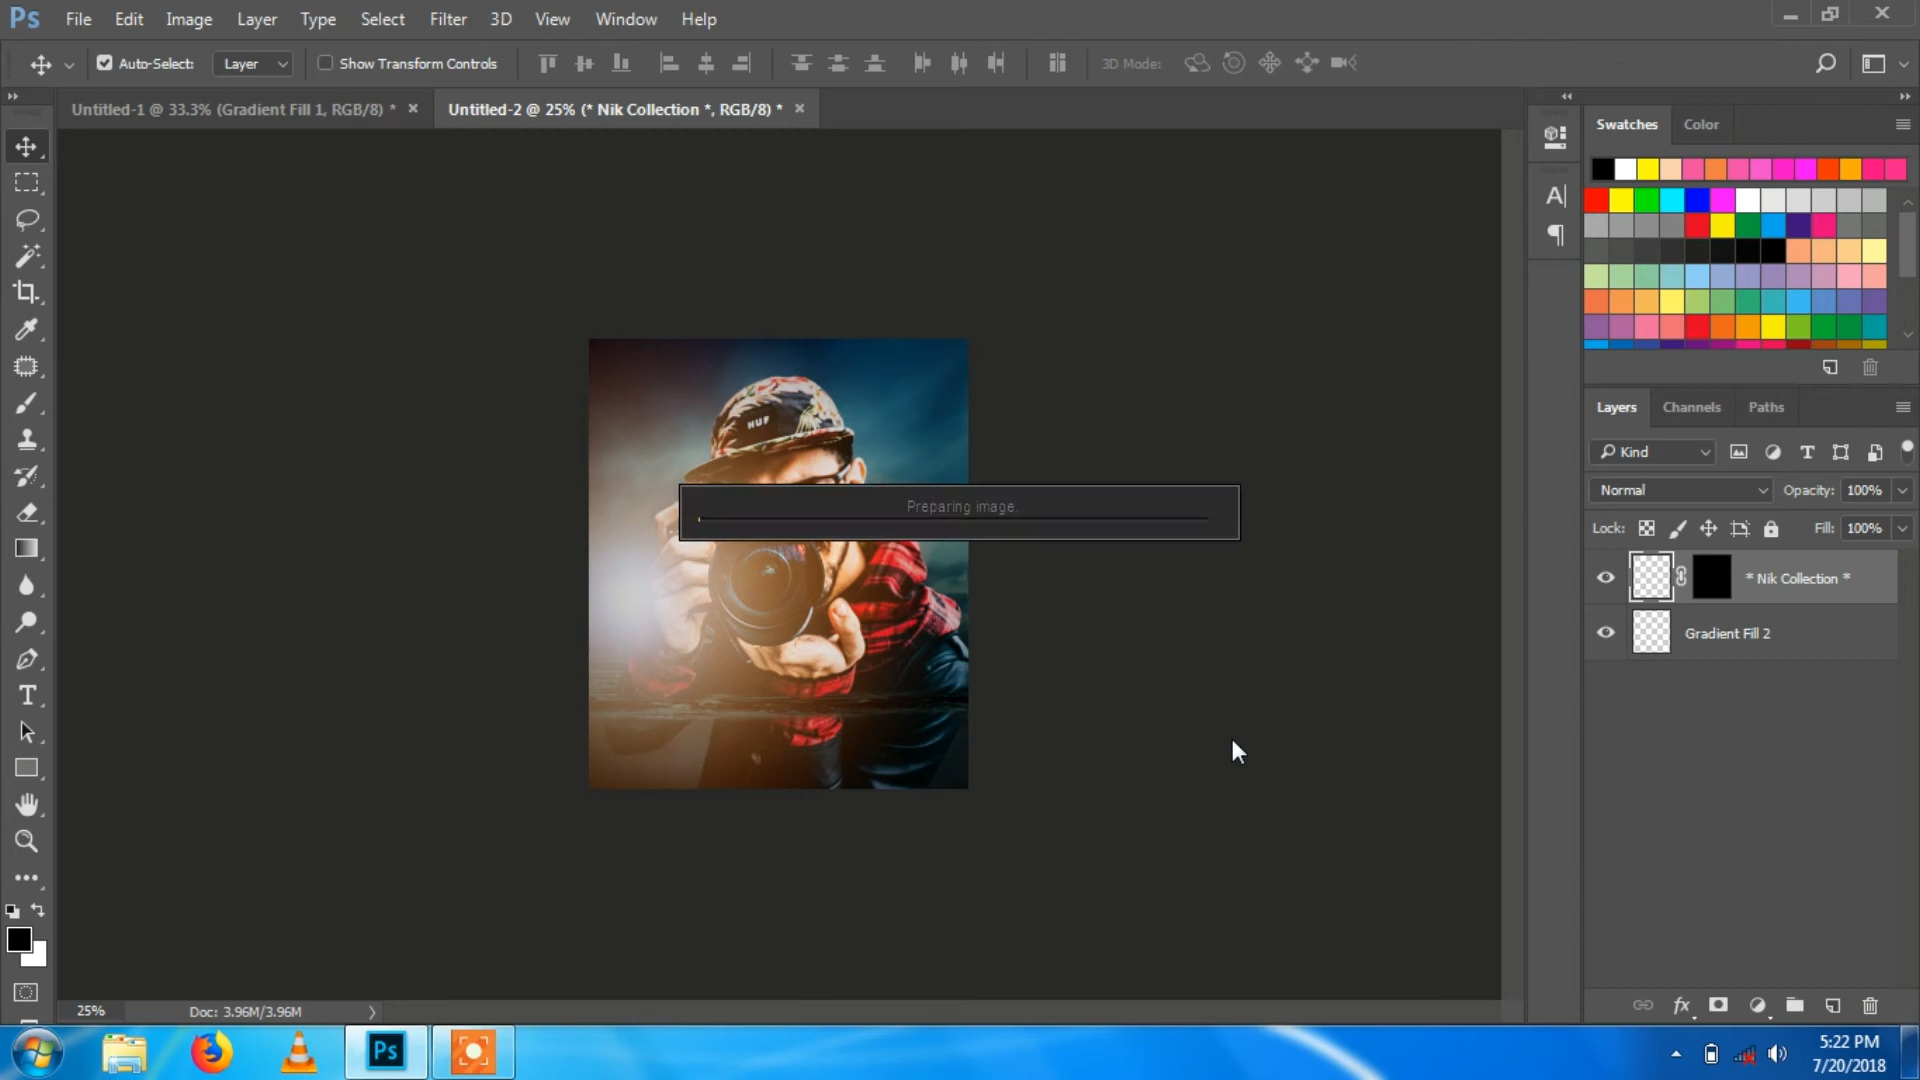 Ps File Edit Image Layer Type Select Filter 3D View Window Help
Auto-Select: Layer Show Transform Controls 3D Mode:
Untitled-1 @ 33.3% (Gradient Fill 1, RGB/8) * × Untitled-2 @ 25% (* Nik Collection *, RGB/8) * ×
Swatches Color
HUF
Preparing image.
Layers Channels Paths
Kind
Normal Opacity: 100%
Lock: Fill: 100%
* Nik Collection *
Gradient Fill 2
25% Doc: 3.96M/3.96M
Ps
5:22 PM
7/20/2018